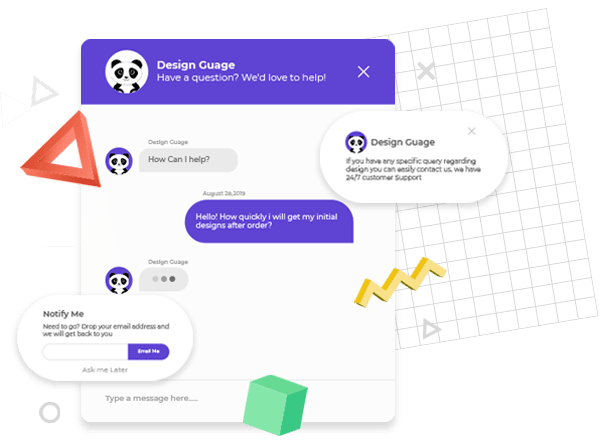 Design Guage
Have a question? We'd love to help!
Design Guage
How Can I help?
Design Guage
If you have any specific query regarding
design you can easily contact us, we have
24/7 customer Support
August 28,2019
Hello! How quickly i will get my initial
designs after order?
Design Guage
Notify Me
Need to go? Drop your email address and
we will get back to you
Email Me
Ask me Later
Type a message here.....